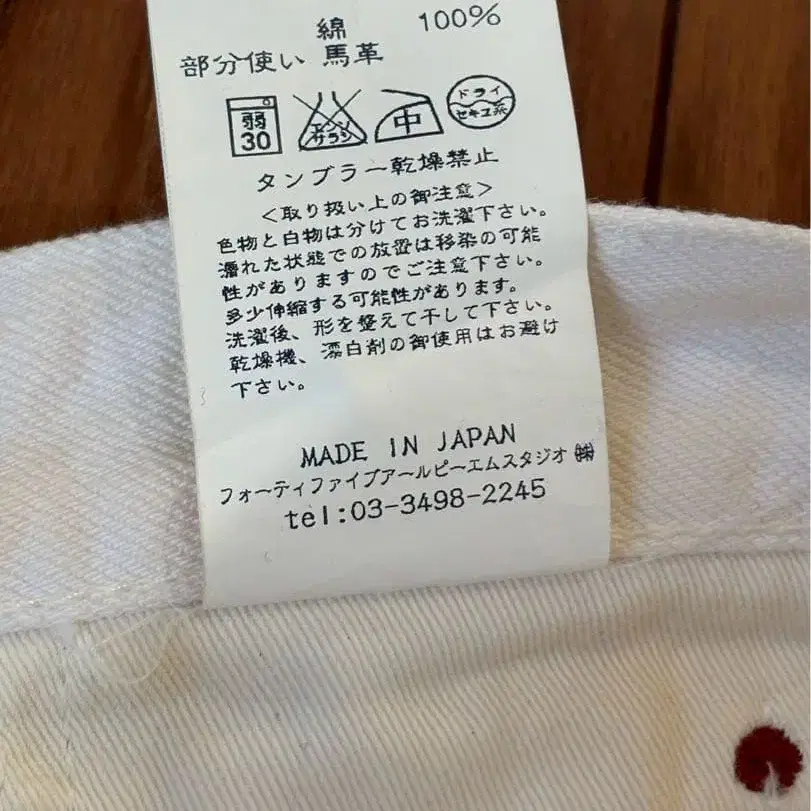 綿 100%
部分使い 馬革
弱 30
エンソ サラシ
中
ドライ セキユ系
タンブラー乾燥禁止
＜取り扱い上の御注意＞
色物と白物は分けてお洗濯下さい。
濡れた状態での放置は移染の可能
性がありますのでご注意下さい。
多少伸縮する可能性があります。
洗濯後、形を整えて干して下さい。
乾燥機、漂白剤の御使用はお避け
下さい。
MADE IN JAPAN
フォーティファイブアールピーエムスタジオ㈱
tel:03-3498-2245